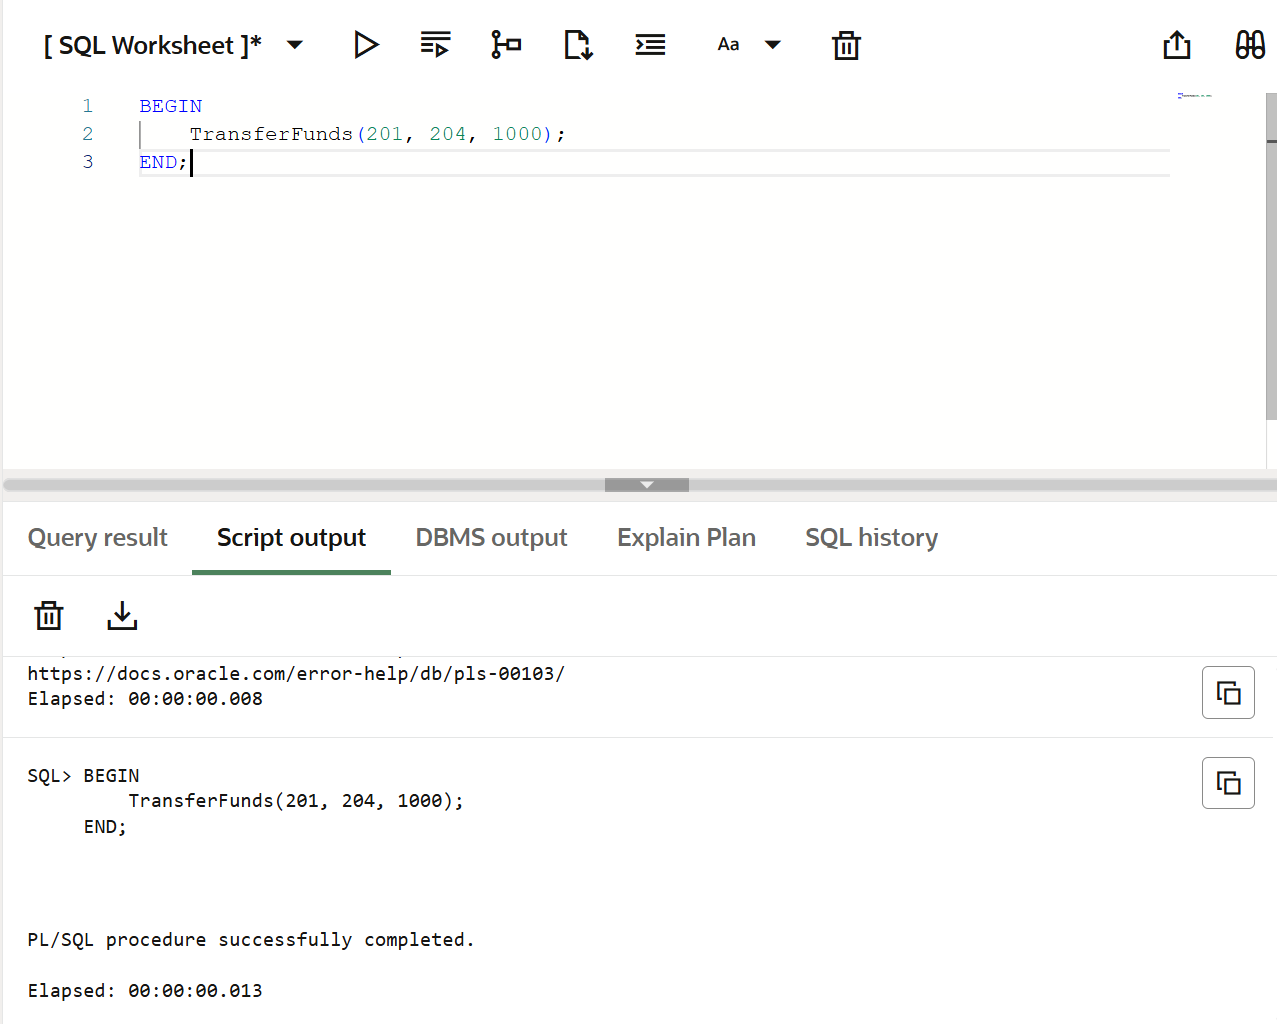 [ SQL Worksheet ]*
Aa
1 BEGIN
2 TransferFunds(201, 204, 1000);
3 END;
Query result Script output DBMS output Explain Plan SQL history
https://docs.oracle.com/error-help/db/pls-00103/
Elapsed: 00:00:00.008
SQL> BEGIN
TransferFunds(201, 204, 1000);
END;
PL/SQL procedure successfully completed.
Elapsed: 00:00:00.013